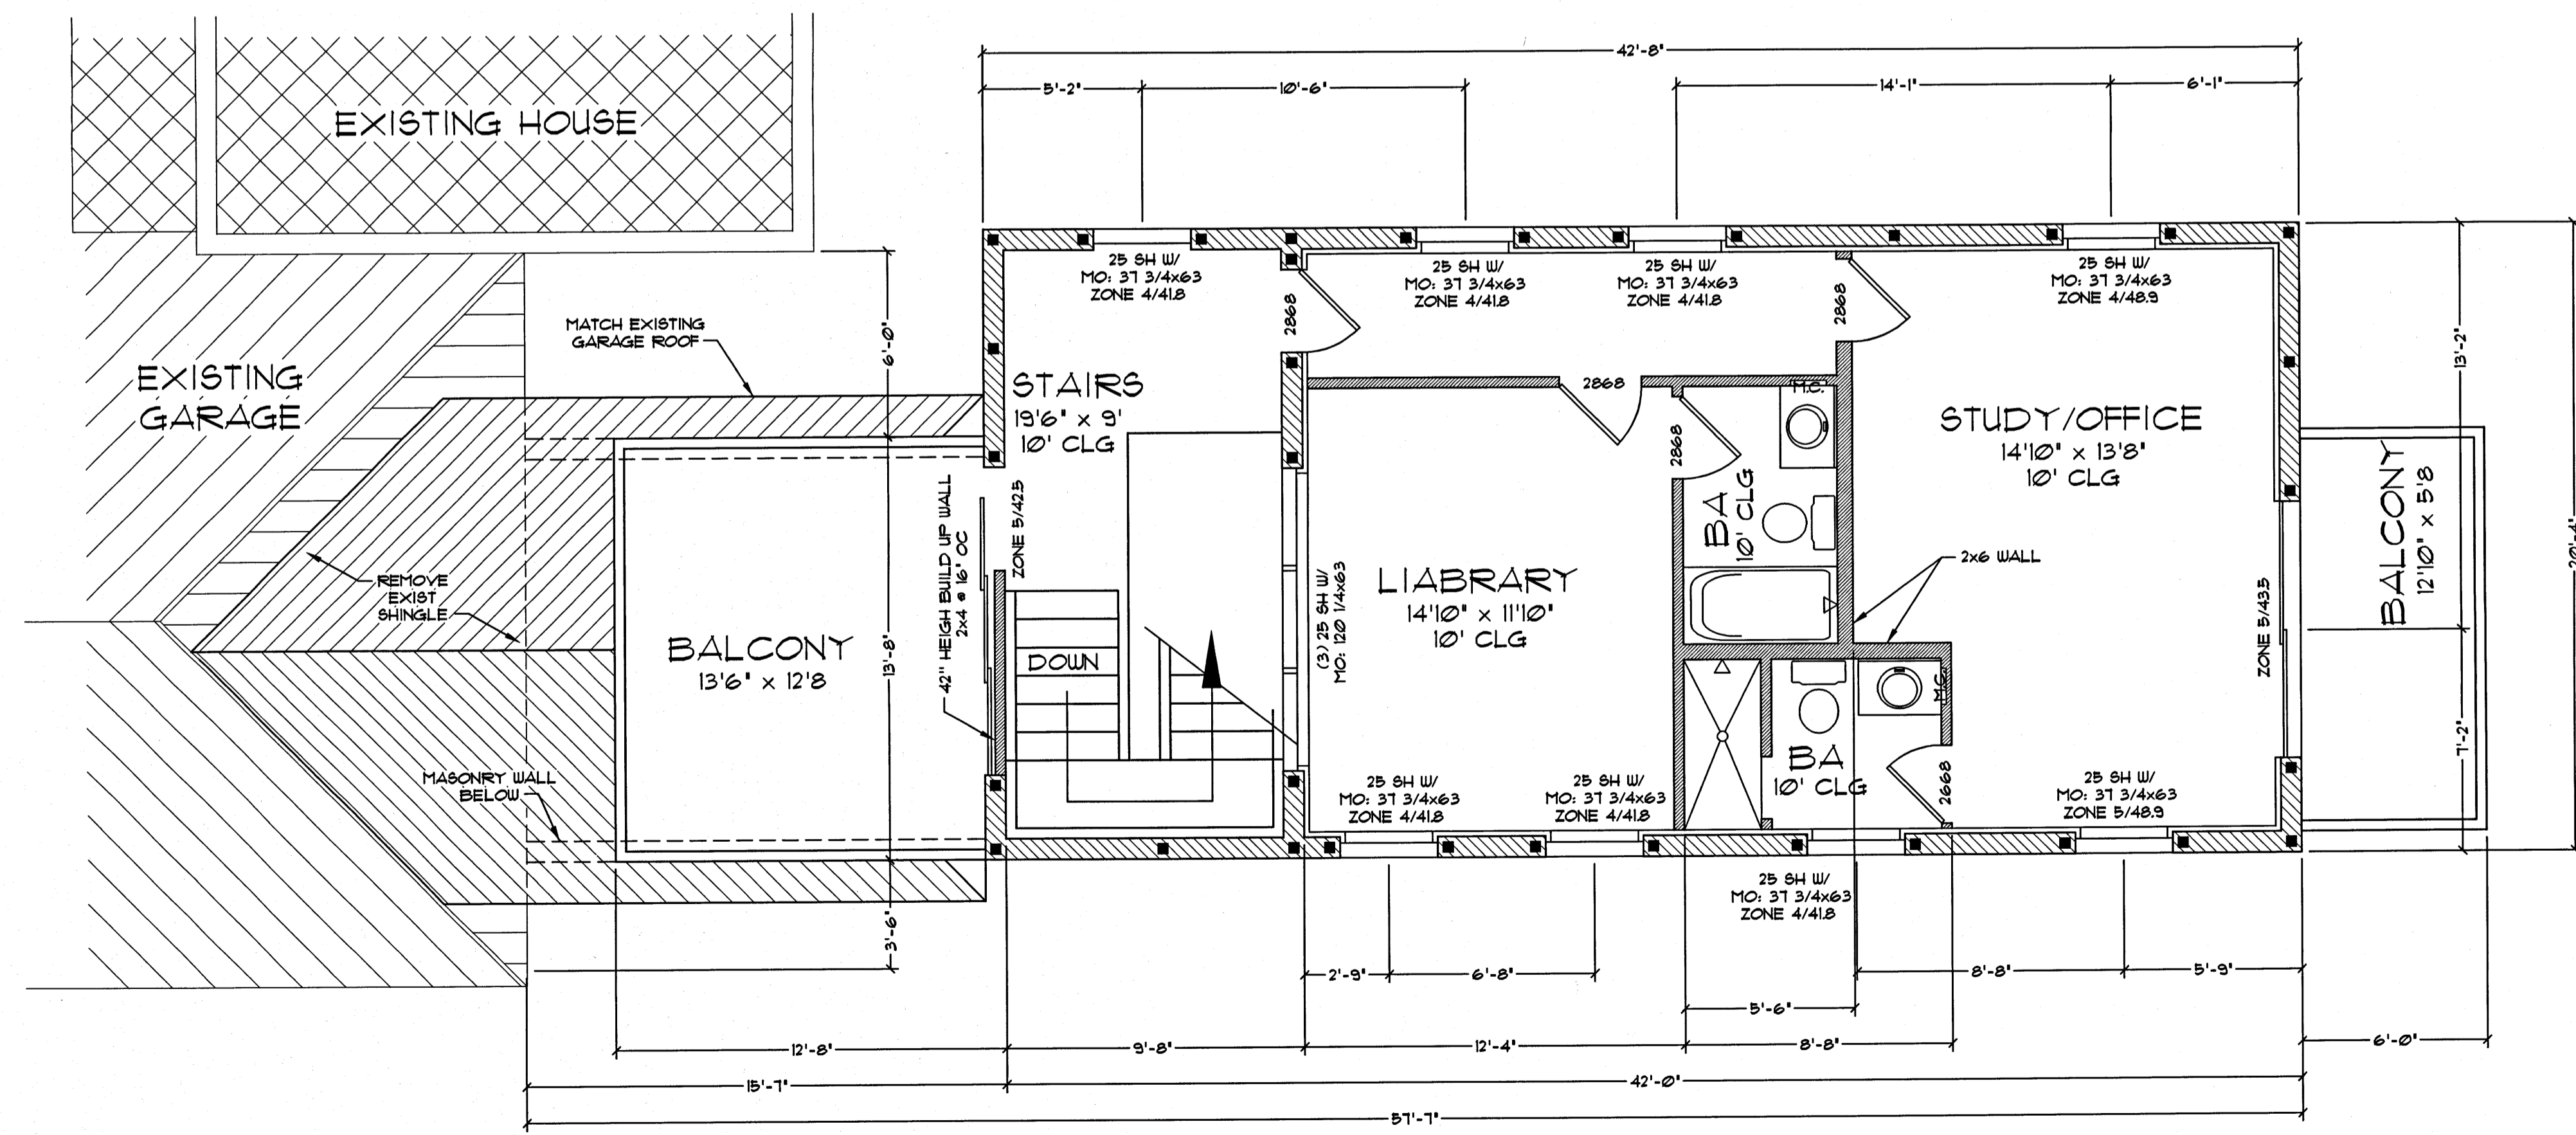 42'-8"
5'-2"
10'-6"
14'-1"
6'-1"
EXISTING HOUSE
25 SH W/
MO: 37 3/4x63
ZONE 4/41.8
25 SH W/
MO: 37 3/4x63
ZONE 4/41.8
25 SH W/
MO: 37 3/4x63
ZONE 4/41.8
25 SH W/
MO: 37 3/4x63
ZONE 4/48.9
2868
2868
MATCH EXISTING
GARAGE ROOF
6'-0"
13'-2"
EXISTING
GARAGE
STAIRS
19'6" x 9'
10' CLG
2868
M.C.
STUDY/OFFICE
14'10" x 13'8"
10' CLG
2868
BA
10' CLG
BALCONY
12'10" x 5'8
ZONE 5/42.5
42" HEIGH BUILD UP WALL
2x4 @ 16" OC
REMOVE
EXIST
SHINGLE
2x6 WALL
LIABRARY
14'10" x 11'10"
10' CLG
(3) 25 SH W/
MO: 120 1/4x63
ZONE 5/43.5
BALCONY
13'6" x 12'8
13'-8"
DOWN
M.C.
7'-2"
MASONRY WALL
BELOW
BA
10' CLG
2668
25 SH W/
MO: 37 3/4x63
ZONE 4/41.8
25 SH W/
MO: 37 3/4x63
ZONE 4/41.8
25 SH W/
MO: 37 3/4x63
ZONE 5/48.9
25 SH W/
MO: 37 3/4x63
ZONE 4/41.8
3'-6"
2'-9"
6'-8"
8'-8"
5'-9"
5'-6"
12'-8"
9'-8"
12'-4"
8'-8"
6'-0"
15'-7"
42'-0"
57'-7"